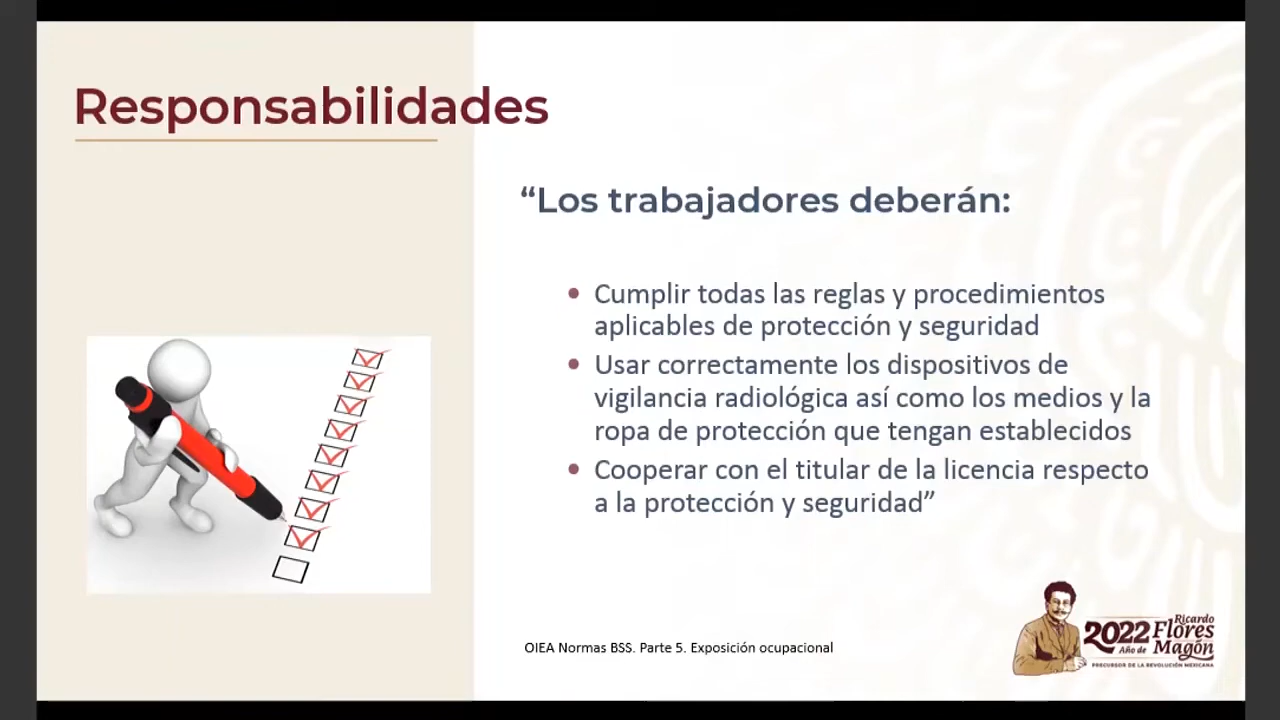 Responsabilidades
“Los trabajadores deberán:
• Cumplir todas las reglas y procedimientos
aplicables de protección y seguridad
• Usar correctamente los dispositivos de
vigilancia radiológica así como los medios y la
ropa de protección que tengan establecidos
• Cooperar con el titular de la licencia respecto
a la protección y seguridad”
OIEA Normas BSS. Parte 5. Exposición ocupacional
2022 Ricardo
Flores
Año de Magón
PRECURSOR DE LA REVOLUCIÓN MEXICANA